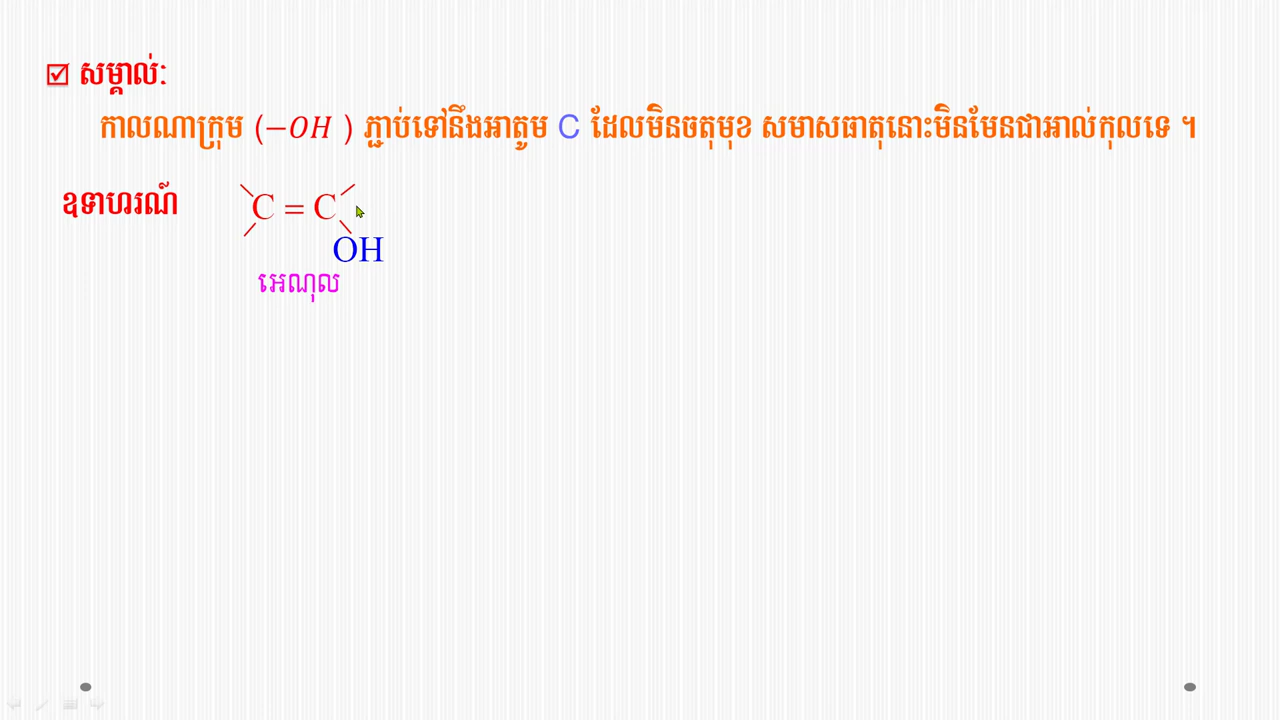 សម្គាល់:
កាលណាក្រុម (−OH ) ភ្ជាប់ទៅនឹងអាតូម C ដែលមិនចតុមុខ សមាសធាតុនោះមិនមែនជាអាល់កុលទេ ។
ឧទាហរណ៍
C = C
OH
អេណុល